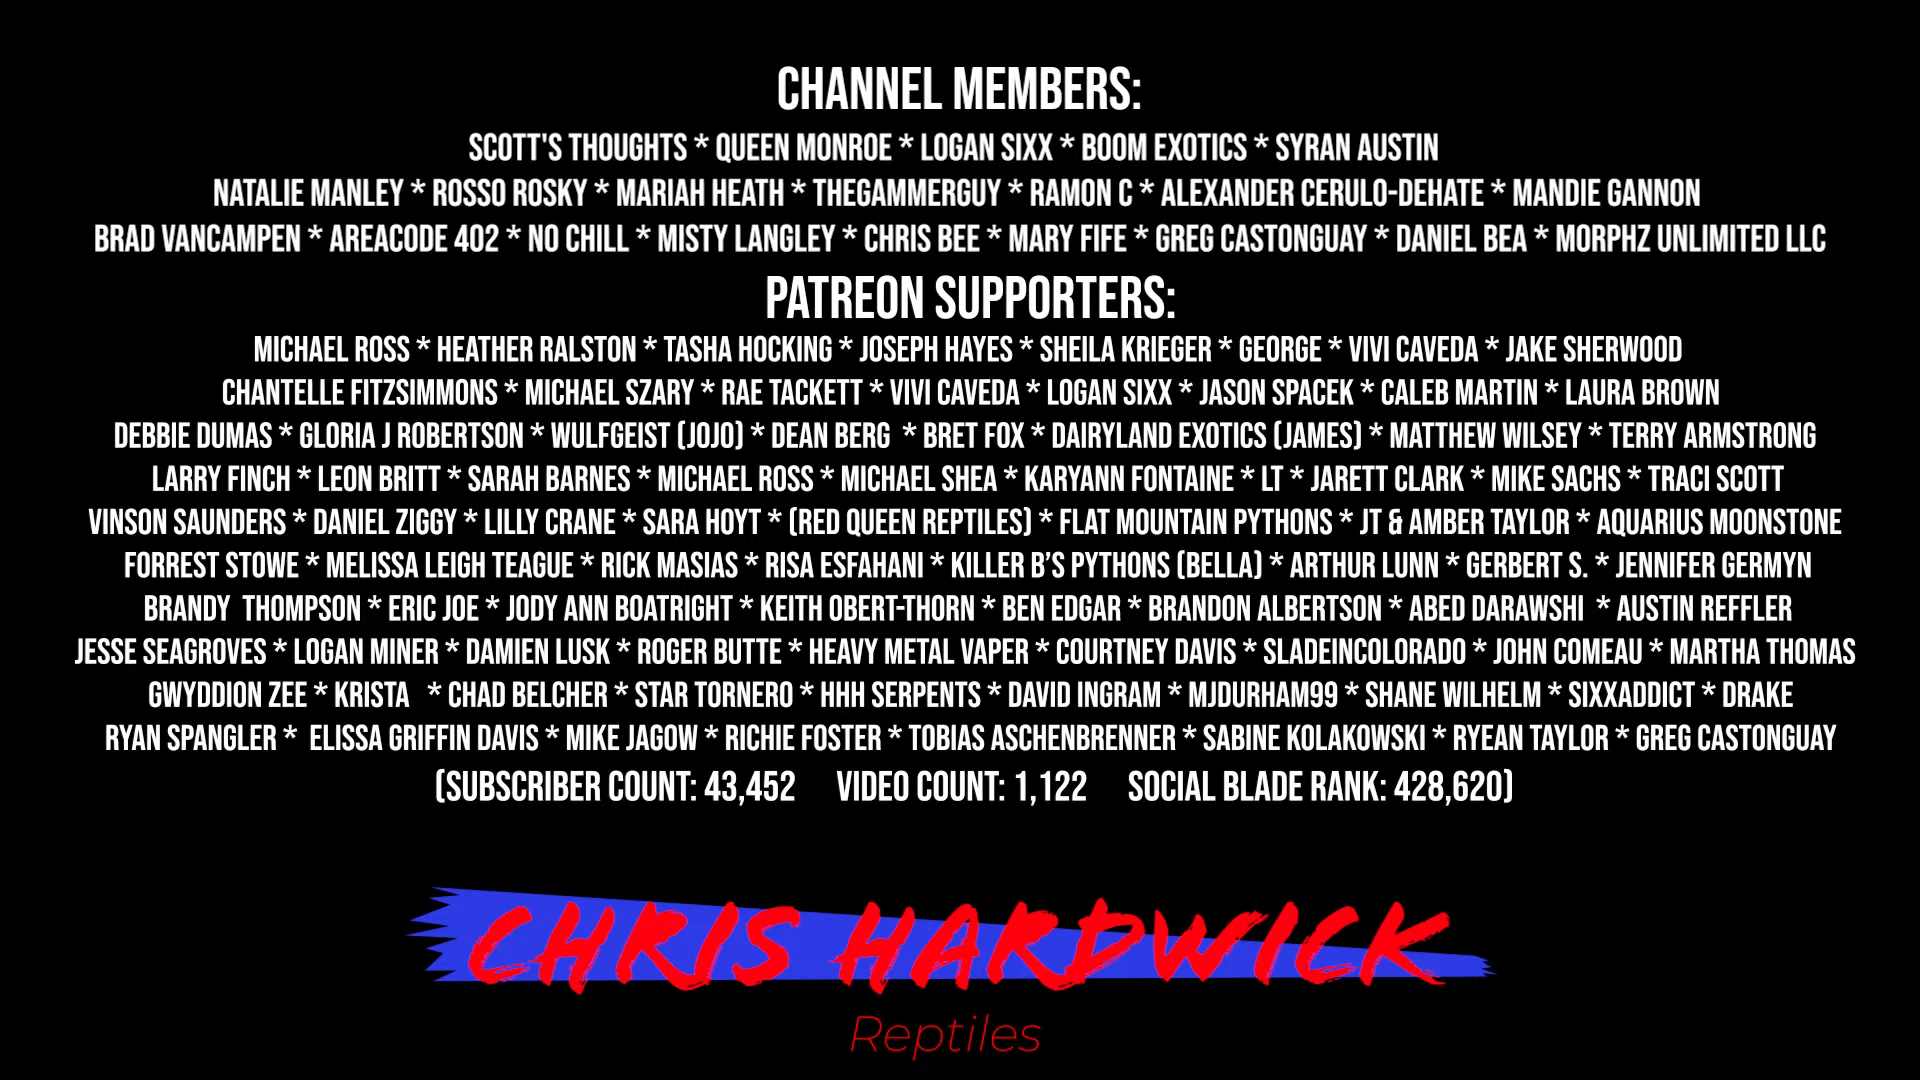 CHANNEL MEMBERS:
SCOTT'S THOUGHTS * QUEEN MONROE * LOGAN SIXX * BOOM EXOTICS * SYRAN AUSTIN
NATALIE MANLEY * ROSSO ROSKY * MARIAH HEATH * THEGAMMERGUY * RAMON C * ALEXANDER CERULO-DEHATE * MANDIE GANNON
BRAD VANCAMPEN * AREACODE 402 * NO CHILL * MISTY LANGLEY * CHRIS BEE * MARY FIFE * GREG CASTONGUAY * DANIEL BEA * MORPHZ UNLIMITED LLC
PATREON SUPPORTERS:
MICHAEL ROSS * HEATHER RALSTON * TASHA HOCKING * JOSEPH HAYES * SHEILA KRIEGER * GEORGE * VIVI CAVEDA * JAKE SHERWOOD
CHANTELLE FITZSIMMONS * MICHAEL SZARY * RAE TACKETT * VIVI CAVEDA * LOGAN SIXX * JASON SPACEK * CALEB MARTIN * LAURA BROWN
DEBBIE DUMAS * GLORIA J ROBERTSON * WULFGEIST (JOJO) * DEAN BERG * BRET FOX * DAIRYLAND EXOTICS (JAMES) * MATTHEW WILSEY * TERRY ARMSTRONG
LARRY FINCH * LEON BRITT * SARAH BARNES * MICHAEL ROSS * MICHAEL SHEA * KARYANN FONTAINE * LT * JARETT CLARK * MIKE SACHS * TRACI SCOTT
VINSON SAUNDERS * DANIEL ZIGGY * LILLY CRANE * SARA HOYT * (RED QUEEN REPTILES) * FLAT MOUNTAIN PYTHONS * JT & AMBER TAYLOR * AQUARIUS MOONSTONE
FORREST STOWE * MELISSA LEIGH TEAGUE * RICK MASIAS * RISA ESFAHANI * KILLER B’S PYTHONS (BELLA) * ARTHUR LUNN * GERBERT S. * JENNIFER GERMYN
BRANDY THOMPSON * ERIC JOE * JODY ANN BOATRIGHT * KEITH OBERT-THORN * BEN EDGAR * BRANDON ALBERTSON * ABED DARAWSHI * AUSTIN REFFLER
JESSE SEAGROVES * LOGAN MINER * DAMIEN LUSK * ROGER BUTTE * HEAVY METAL VAPER * COURTNEY DAVIS * SLADEINCOLORADO * JOHN COMEAU * MARTHA THOMAS
GWYDDION ZEE * KRISTA * CHAD BELCHER * STAR TORNERO * HHH SERPENTS * DAVID INGRAM * MJDURHAM99 * SHANE WILHELM * SIXXADDICT * DRAKE
RYAN SPANGLER * ELISSA GRIFFIN DAVIS * MIKE JAGOW * RICHIE FOSTER * TOBIAS ASCHENBRENNER * SABINE KOLAKOWSKI * RYEAN TAYLOR * GREG CASTONGUAY
(SUBSCRIBER COUNT: 43,452 VIDEO COUNT: 1,122 SOCIAL BLADE RANK: 428,620)
CHRIS HARDWICK
Reptiles